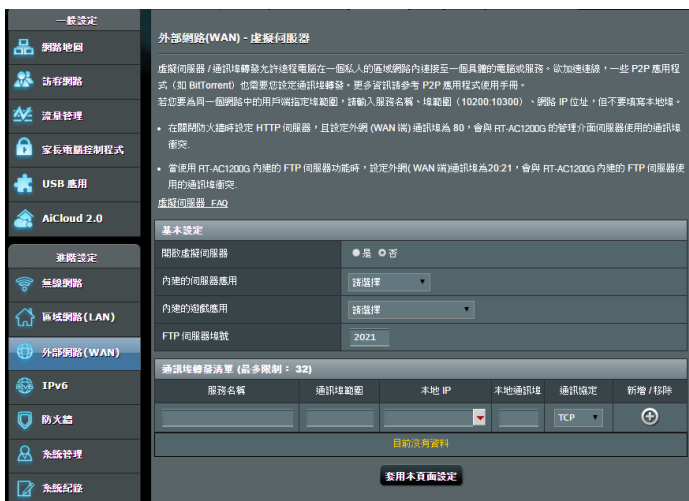 一般設定
網路地圖
訪客網路
流量管理
家長電腦控制程式
USB 應用
AiCloud 2.0
進階設定
無線網路
區域網路(LAN)
外部網路(WAN)
IPv6
防火牆
系統管理
系統紀錄
外部網路(WAN) - 虛擬伺服器
虛擬伺服器 / 通訊埠轉發允許遠程電腦在一個私人的區域網路內連接至一個具體的電腦或服務。欲加速連線，一些 P2P 應用程
式（如 BitTorrent）也需要您設定通訊埠轉發。更多資訊請參考 P2P 應用程式使用手冊。
若您要為同一個網路中的用戶端指定埠範圍，請輸入服務名稱、埠範圍（10200:10300）、網路 IP 位址，但不要填寫本地埠。
• 在關閉防火牆時設定 HTTP 伺服器，且設定外網 (WAN 端) 通訊埠為 80，會與 RT-AC1200G 的管理介面伺服器使用的通訊埠
衝突.
• 當使用 RT-AC1200G 內建的 FTP 伺服器功能時，設定外網( WAN 端)通訊埠為20:21，會與 RT-AC1200G 內建的 FTP 伺服器使
用的通訊埠衝突.
虛擬伺服器 FAQ
基本設定
開啟虛擬伺服器 是 否
內建的伺服器應用 請選擇
內建的遊戲應用 請選擇
FTP 伺服器埠號 2021
通訊埠轉發清單 (最多限制： 32)
服務名稱 通訊埠範圍 本地 IP 本地通訊埠 通訊協定 新增 / 移除
TCP
目前沒有資料
套用本頁面設定